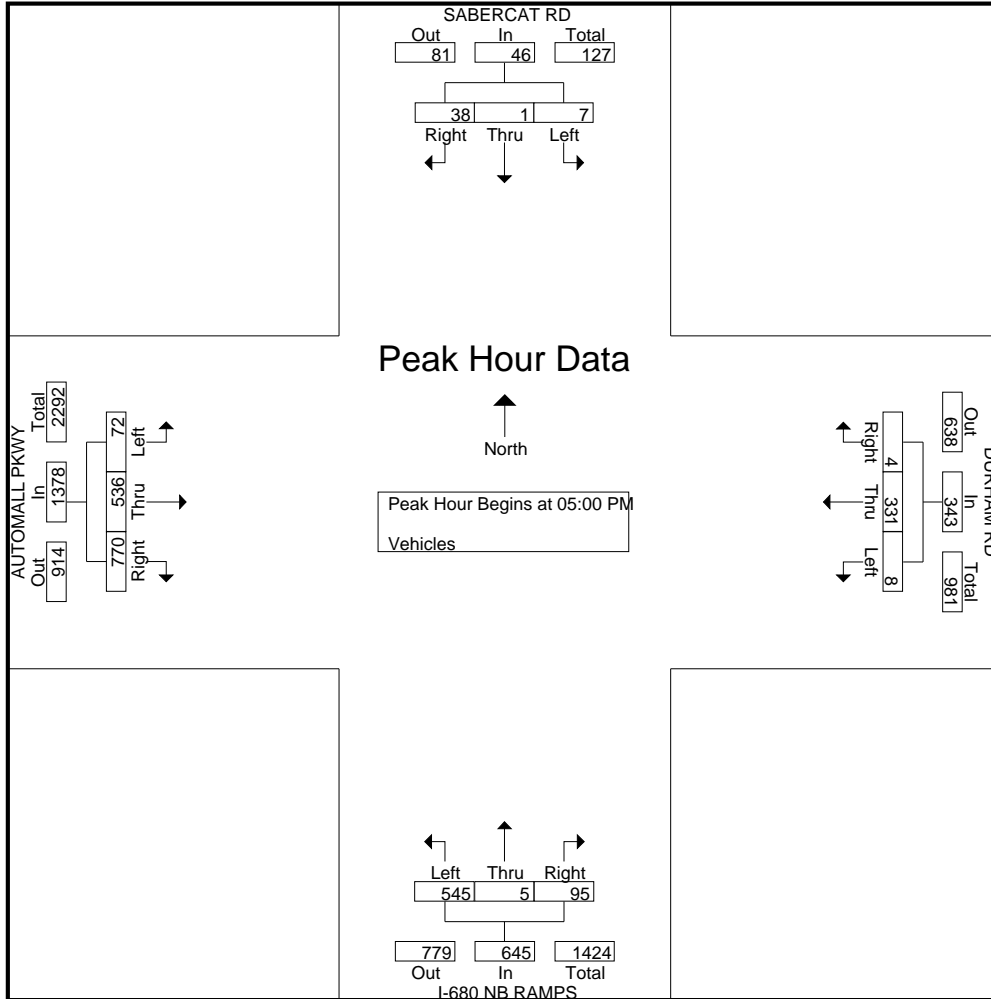 SABERCAT RD
Out In Total
81 46 127
38 1 7
Right Thru Left
Peak Hour Data
North
Peak Hour Begins at 05:00 PM
Vehicles
AUTOMALL PKWY
Out In Total
914 1378 2292
770 536 72
Right Thru Left
DURHAM RD
Out In Total
638 343 981
4 331 8
Right Thru Left
Left Thru Right
545 5 95
779 645 1424
Out In Total
I-680 NB RAMPS